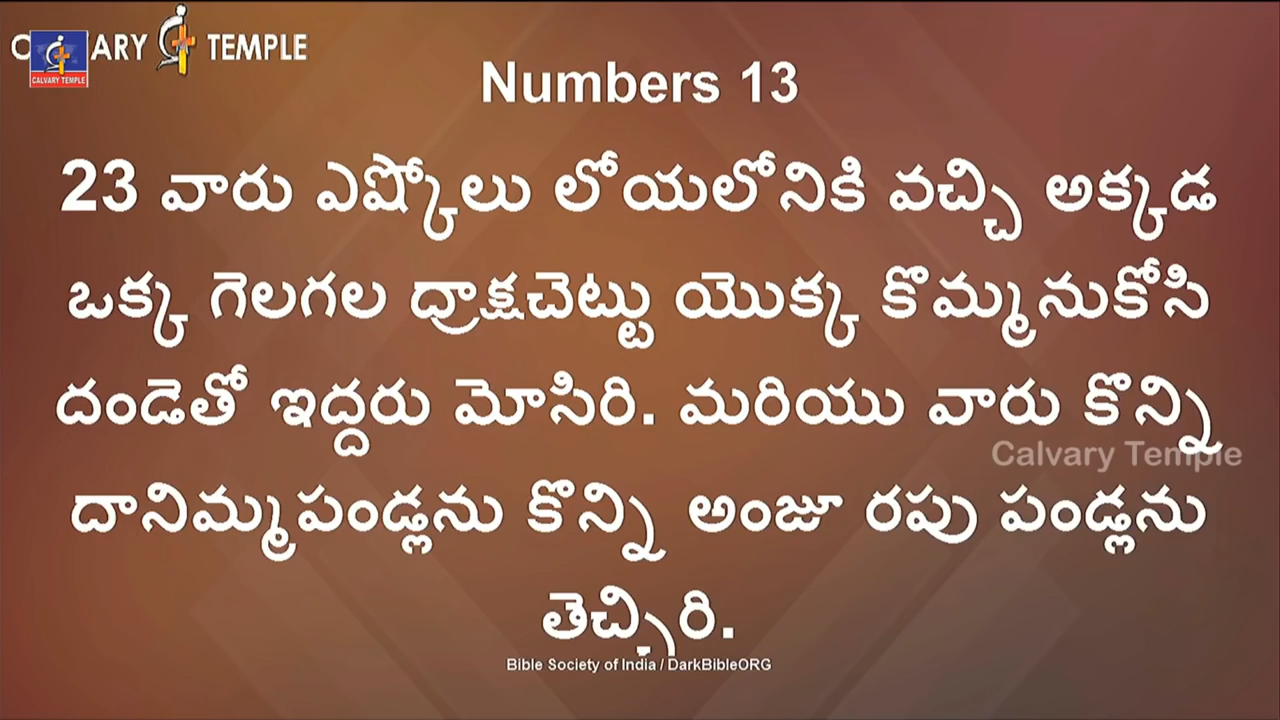 CALVARY TEMPLE
CALVARY TEMPLE
Numbers 13
23 వారు ఎష్కోలు లోయలోనికి వచ్చి అక్కడ
ఒక్క గెలగల ద్రాక్షచెట్టు యొక్క కొమ్మనుకోసి
దండెతో ఇద్దరు మోసిరి. మరియు వారు కొన్ని
Calvary Temple
దానిమ్మపండ్లను కొన్ని అంజూ రపు పండ్లను
తెచ్చిరి.
Bible Society of India / DarkBibleORG